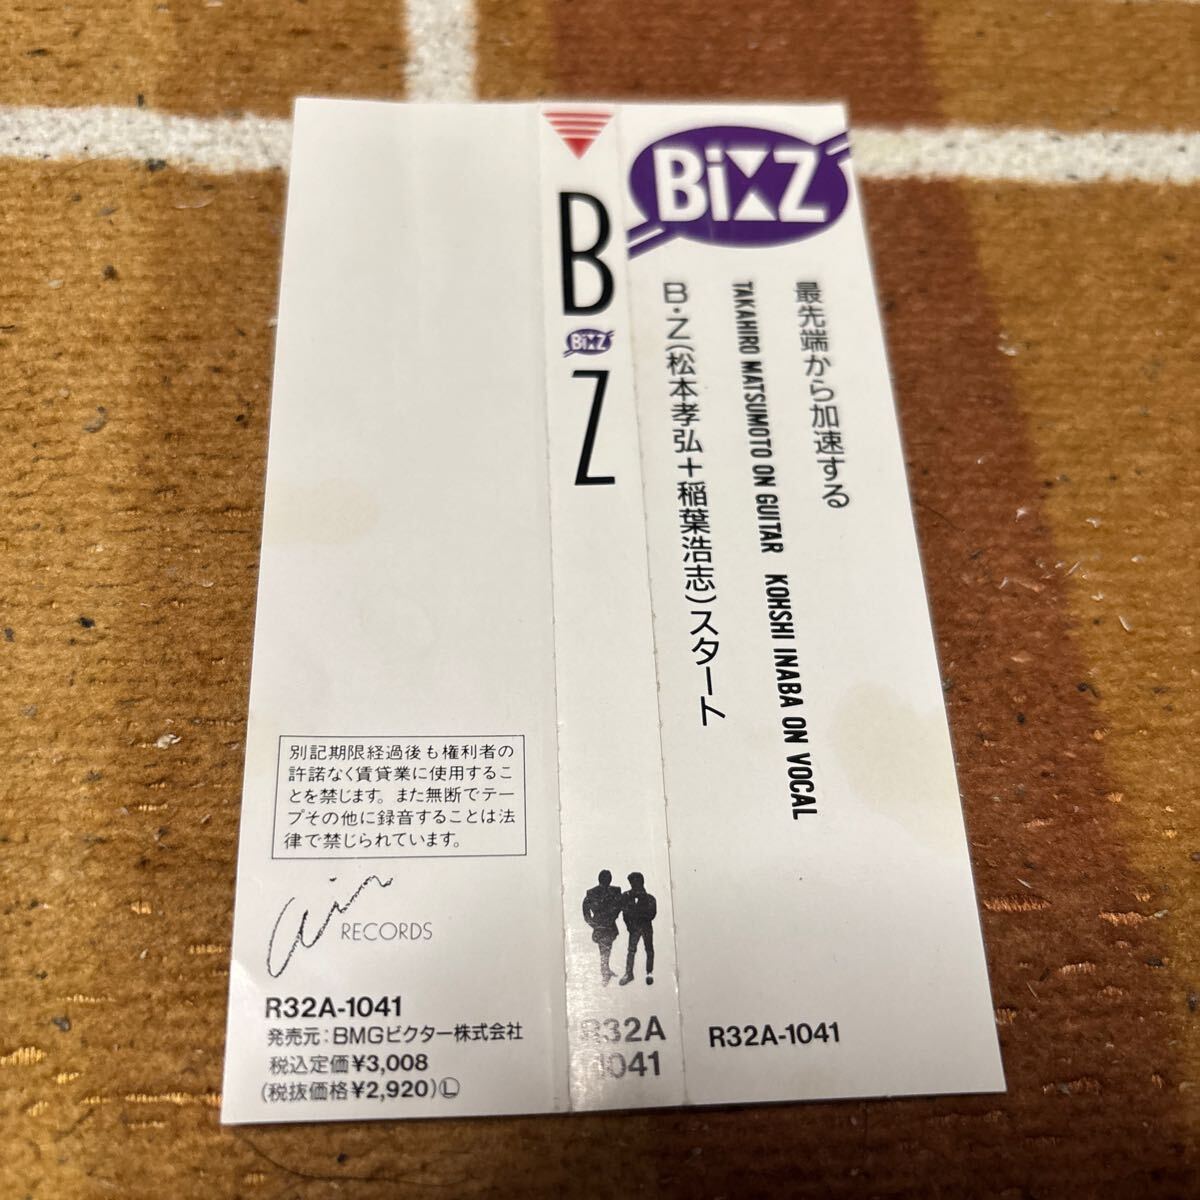 Bi:Z
最先端から加速する
TAKAHIRO MATSUMOTO ON GUITAR KOHSHI INABA ON VOCAL
B・Z(松本孝弘＋稲葉浩志)スタート
R32A-1041
B
Bi:Z
Z
R32A
1041
別記期限経過後も権利者の
許諾なく賃貸業に使用するこ
とを禁じます。また無断でテー
プその他に録音することは法
律で禁じられています。
air RECORDS
R32A-1041
発売元：BMGビクター株式会社
税込定価¥3,008
(税抜価格¥2,920)Ⓛ